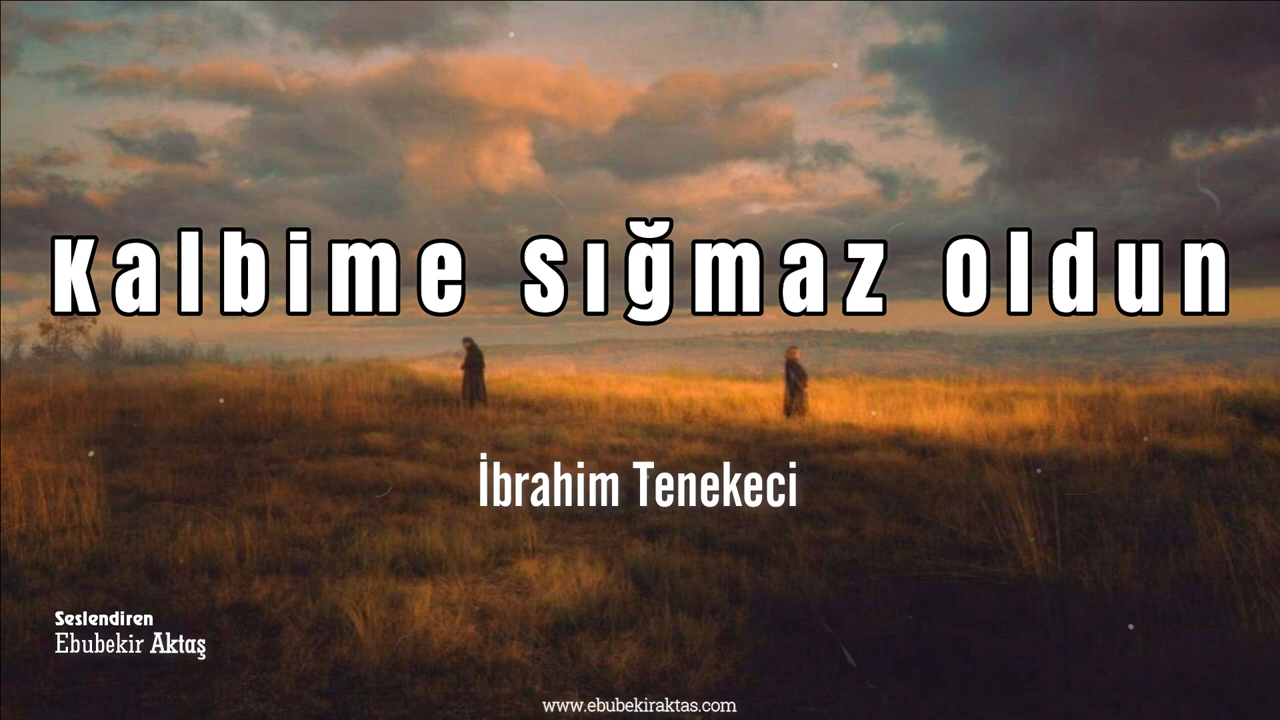 Kalbime Sığmaz Oldun
İbrahim Tenekeci
Seslendiren
Ebubekir Aktaş
www.ebubekiraktas.com